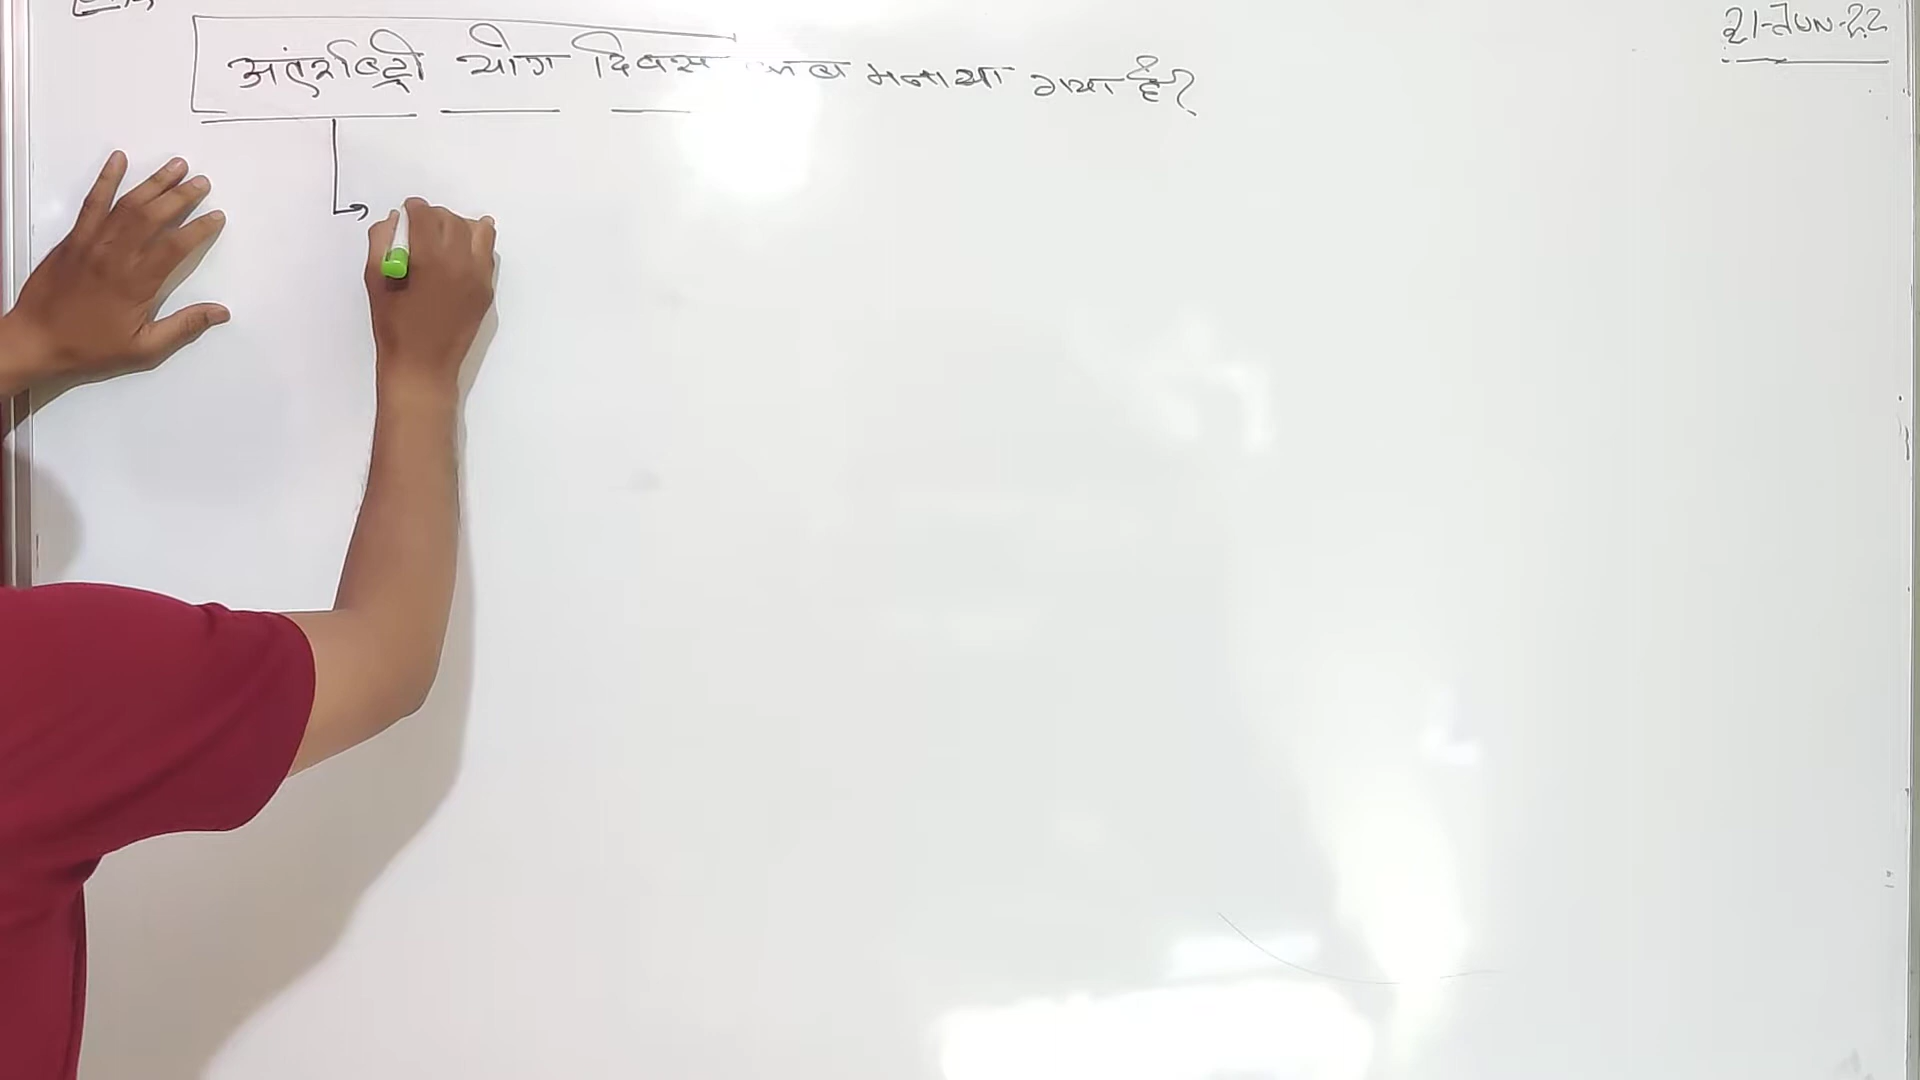 21-Jun-22
अंतर्राष्ट्री योग दिवस कब मनाया गया है?